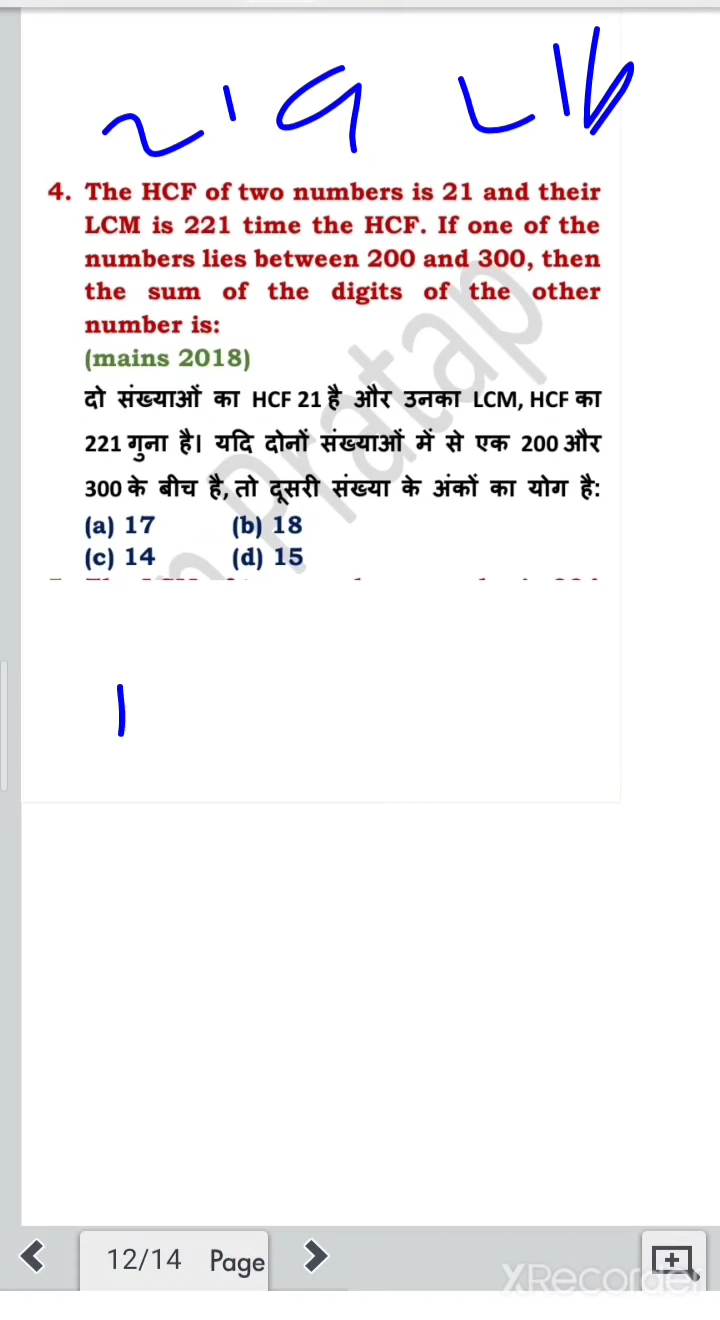 21a 21b
4. The HCF of two numbers is 21 and their
LCM is 221 time the HCF. If one of the
numbers lies between 200 and 300, then
the sum of the digits of the other
number is:
(mains 2018)
दो संख्याओं का HCF 21 है और उनका LCM, HCF का
221 गुना है। यदि दोनों संख्याओं में से एक 200 और
300 के बीच है, तो दूसरी संख्या के अंकों का योग है:
(a) 17 (b) 18
(c) 14 (d) 15
Pratap
12/14 Page
XRecorder